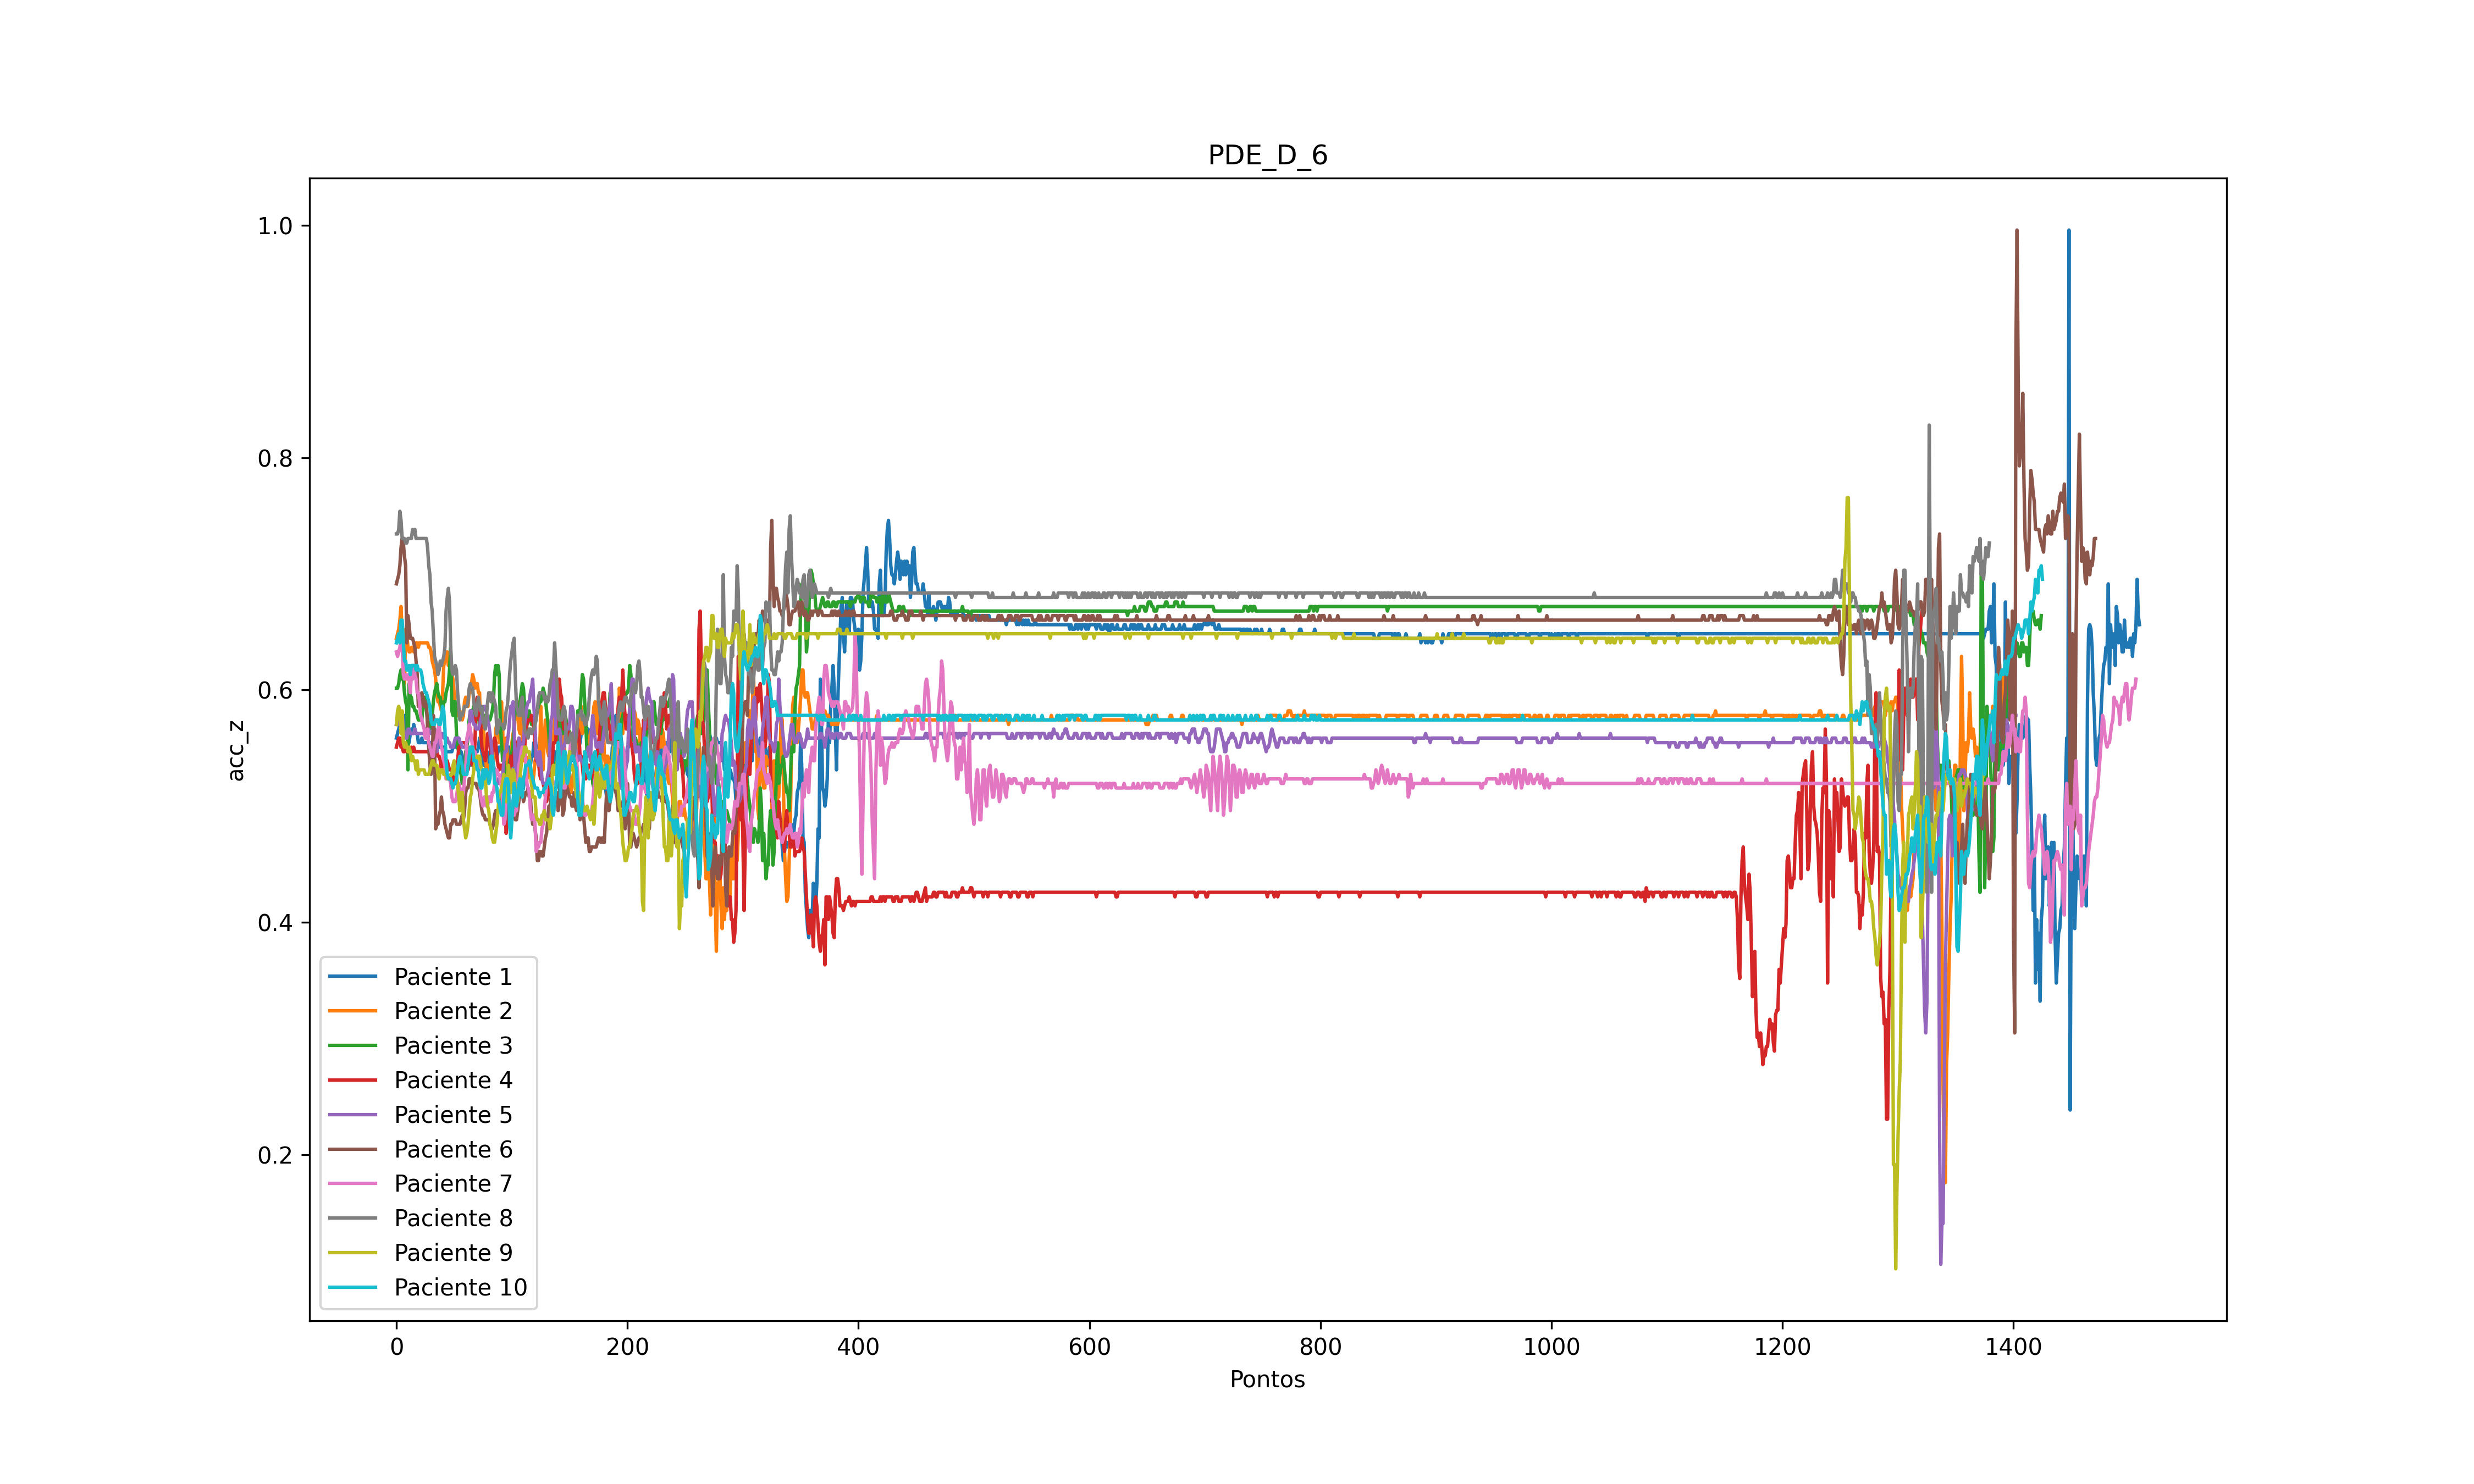 PDE_D_6
1.0
0.8
0.6
0.4
0.2
acc_z
0
200
400
600
800
1000
1200
1400
Pontos
Paciente 1
Paciente 2
Paciente 3
Paciente 4
Paciente 5
Paciente 6
Paciente 7
Paciente 8
Paciente 9
Paciente 10